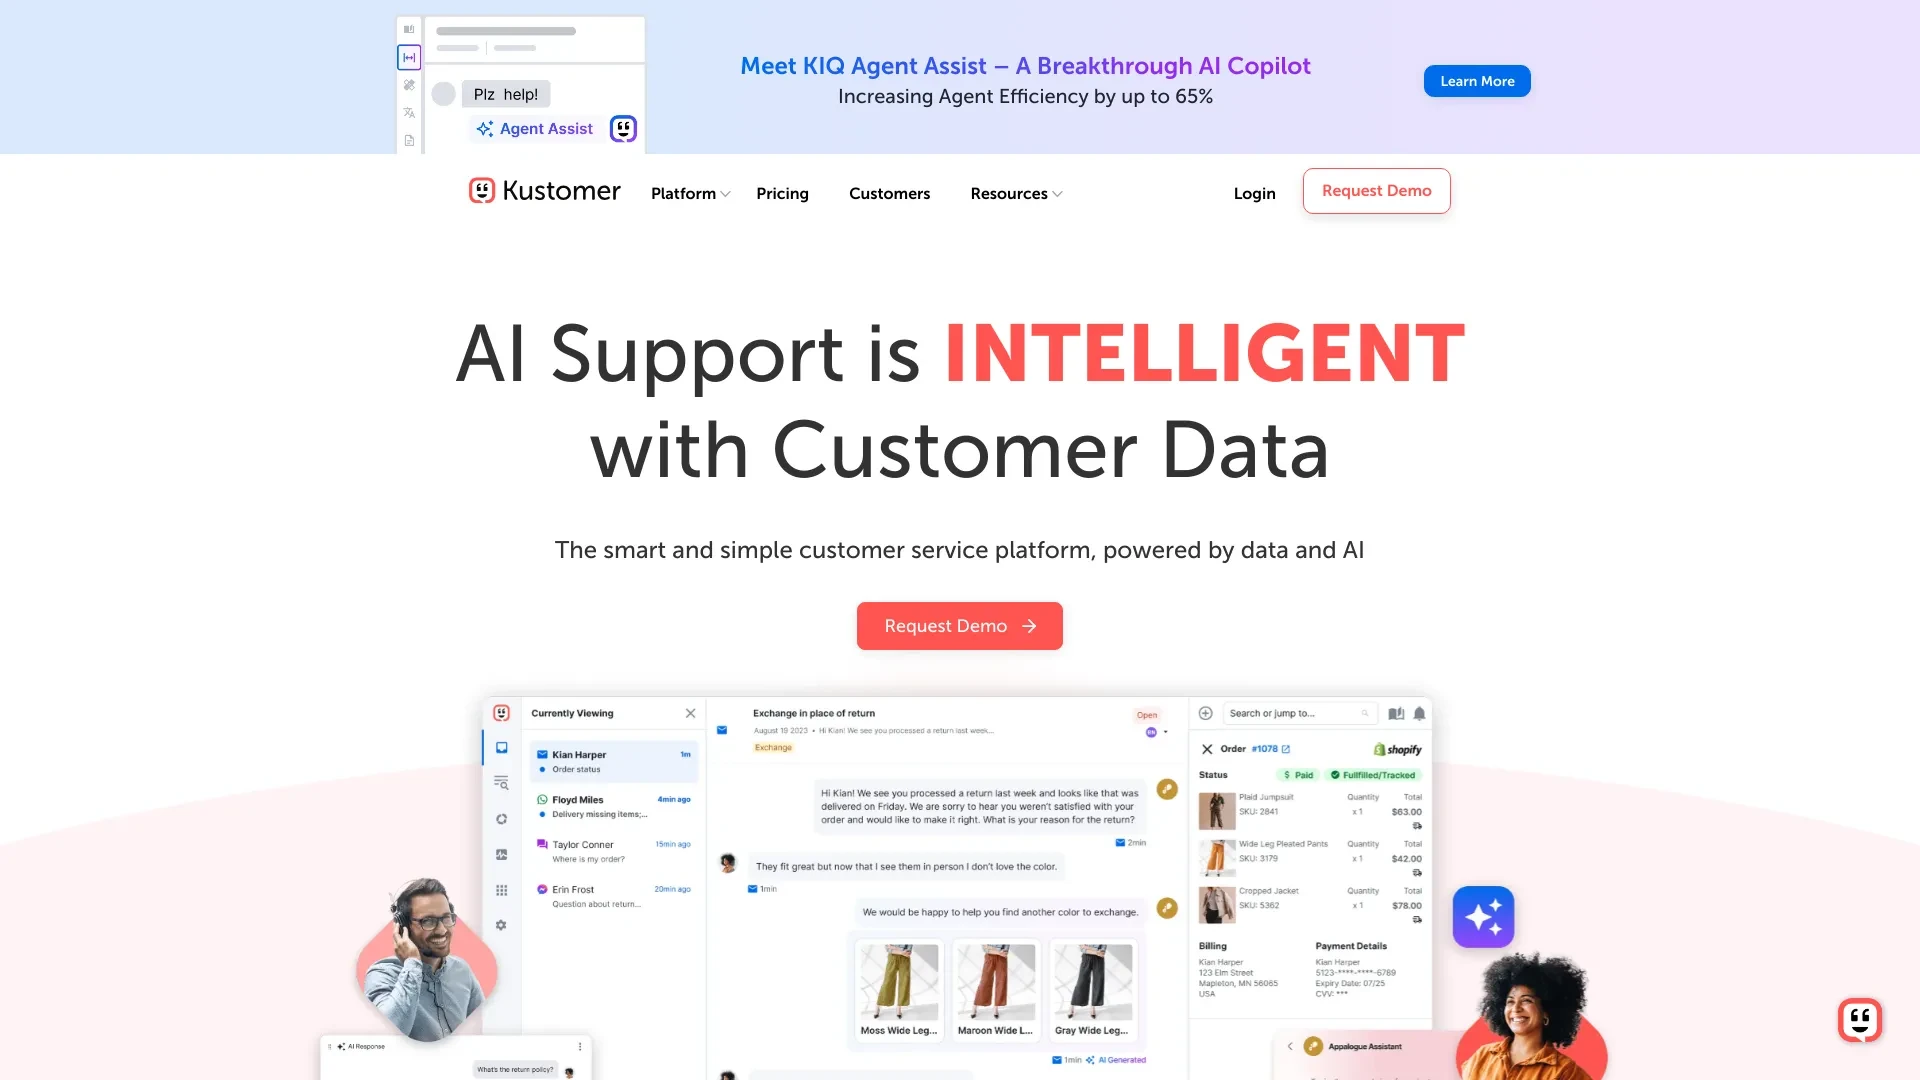 Plz help!
Agent Assist
Meet KIQ Agent Assist – A Breakthrough AI Copilot
Increasing Agent Efficiency by up to 65%
Learn More
Kustomer
Platform
Pricing
Customers
Resources
Login
Request Demo
AI Support is INTELLIGENT
with Customer Data
The smart and simple customer service platform, powered by data and AI
Request Demo
Currently Viewing
Kian Harper
1m
Order status
Floyd Miles
4min ago
Delivery missing items;...
Taylor Conner
15min ago
Where is my order?
Erin Frost
20min ago
Question about return...
Exchange in place of return
Open
August 19 2023 • Hi Kian! We see you processed a return last week...
Exchange
Hi Kian! We see you processed a return last week and looks like that was
delivered on Friday. We are sorry to hear you weren't satisfied with your
order and would like to make it right. What is your reason for the return?
2min
They fit great but now that I see them in person I don't love the color.
1min
We would be happy to help you find another color to exchange.
Moss Wide Leg...
Maroon Wide L...
Gray Wide Leg...
1min
AI Generated
Search or jump to...
Order #1078
shopify
Status
$ Paid
Fullfilled/Tracked
Plaid Jumpsuit Quantity Total
SKU: 2841 x 1 $63.00
Wide Leg Pleated Pants Quantity Total
SKU: 3179 x 1 $42.00
Cropped Jacket Quantity Total
SKU: 5362 x 1 $78.00
Billing
Kian Harper
123 Elm Street
Mapleton, MN 56065
USA
Payment Details
Kian Harper
5123-****-****-6789
Expiry Date: 07/25
CVV: ***
AI Response
What's the return policy?
Appalogue Assistant